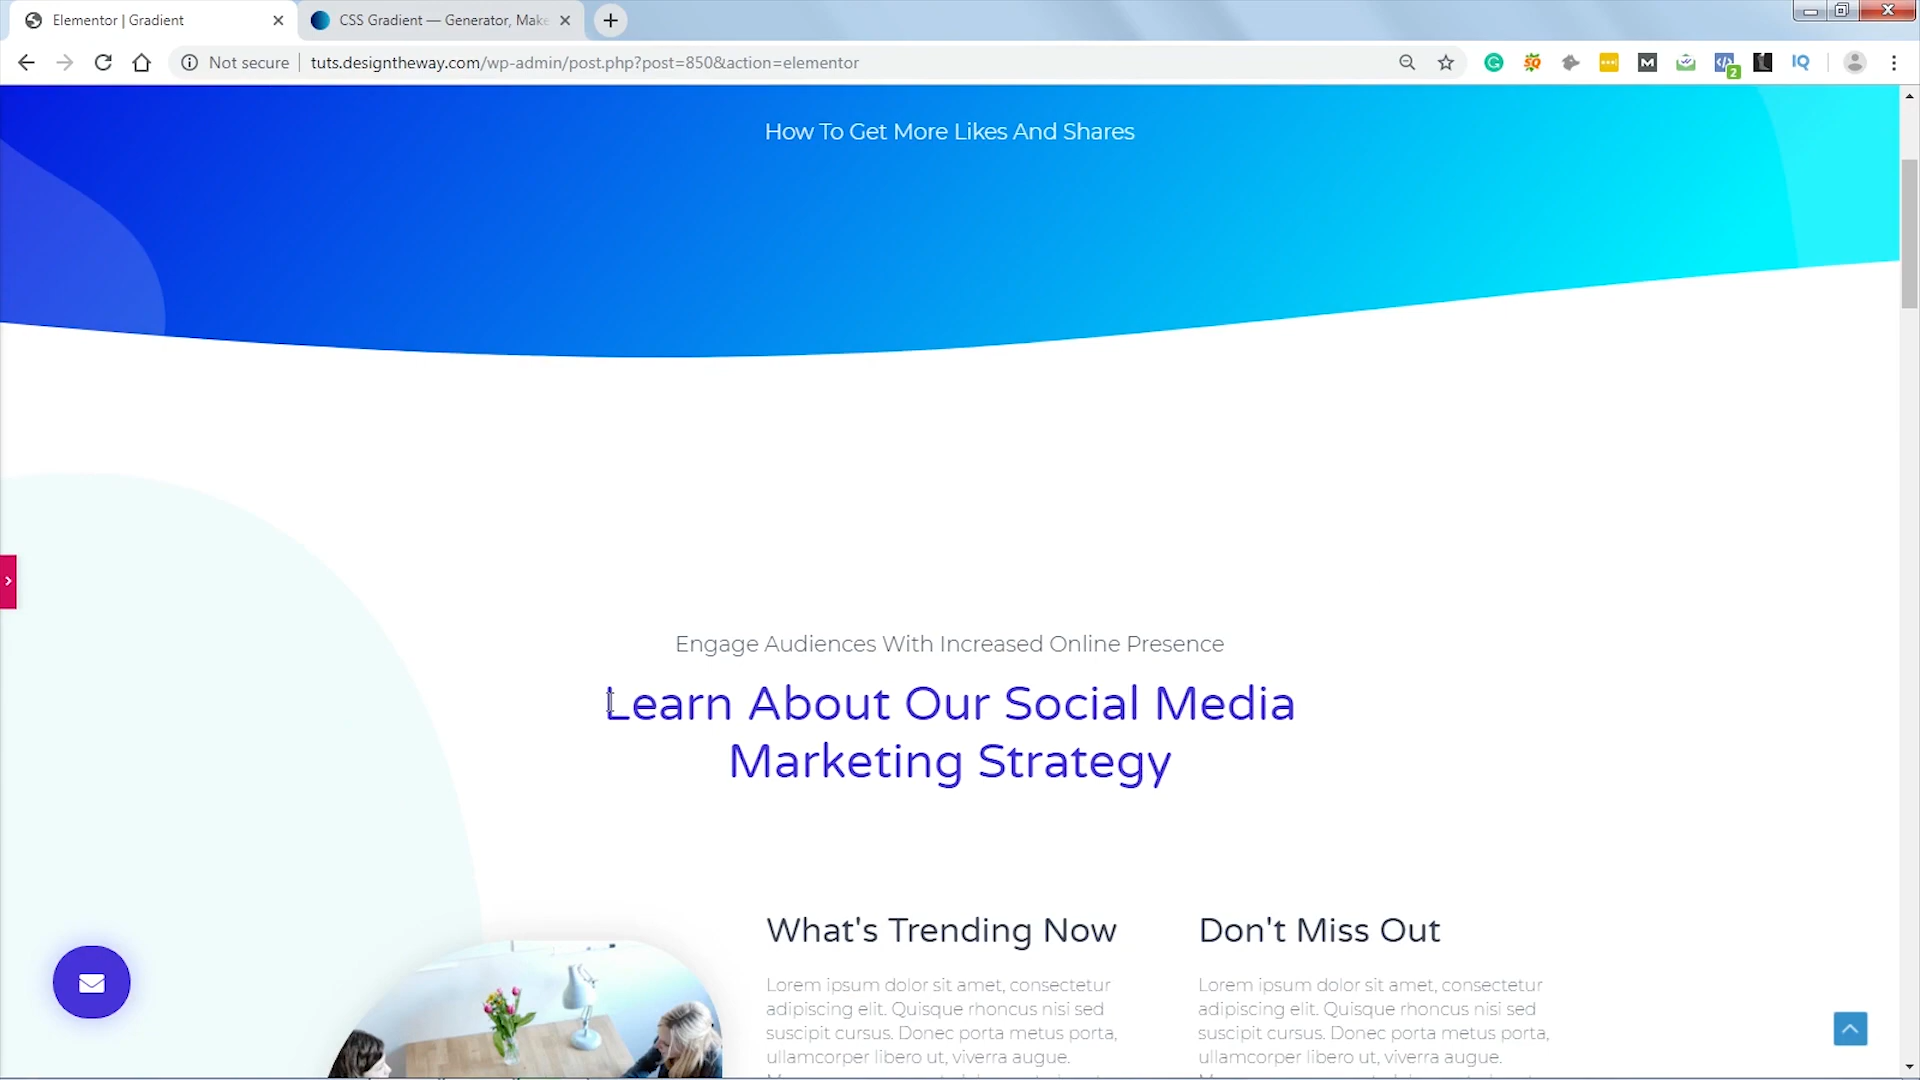 Elementor | Gradient
CSS Gradient — Generator, Make
Not secure
tuts.designtheway.com/wp-admin/post.php?post=850&action=elementor
2
IQ
How To Get More Likes And Shares
Engage Audiences With Increased Online Presence
Learn About Our Social Media
Marketing Strategy
What's Trending Now
Lorem ipsum dolor sit amet, consectetur
adipiscing elit. Quisque rhoncus nisi sed
suscipit cursus. Donec porta metus porta,
ullamcorper libero ut, viverra augue.
Don't Miss Out
Lorem ipsum dolor sit amet, consectetur
adipiscing elit. Quisque rhoncus nisi sed
suscipit cursus. Donec porta metus porta,
ullamcorper libero ut, viverra augue.